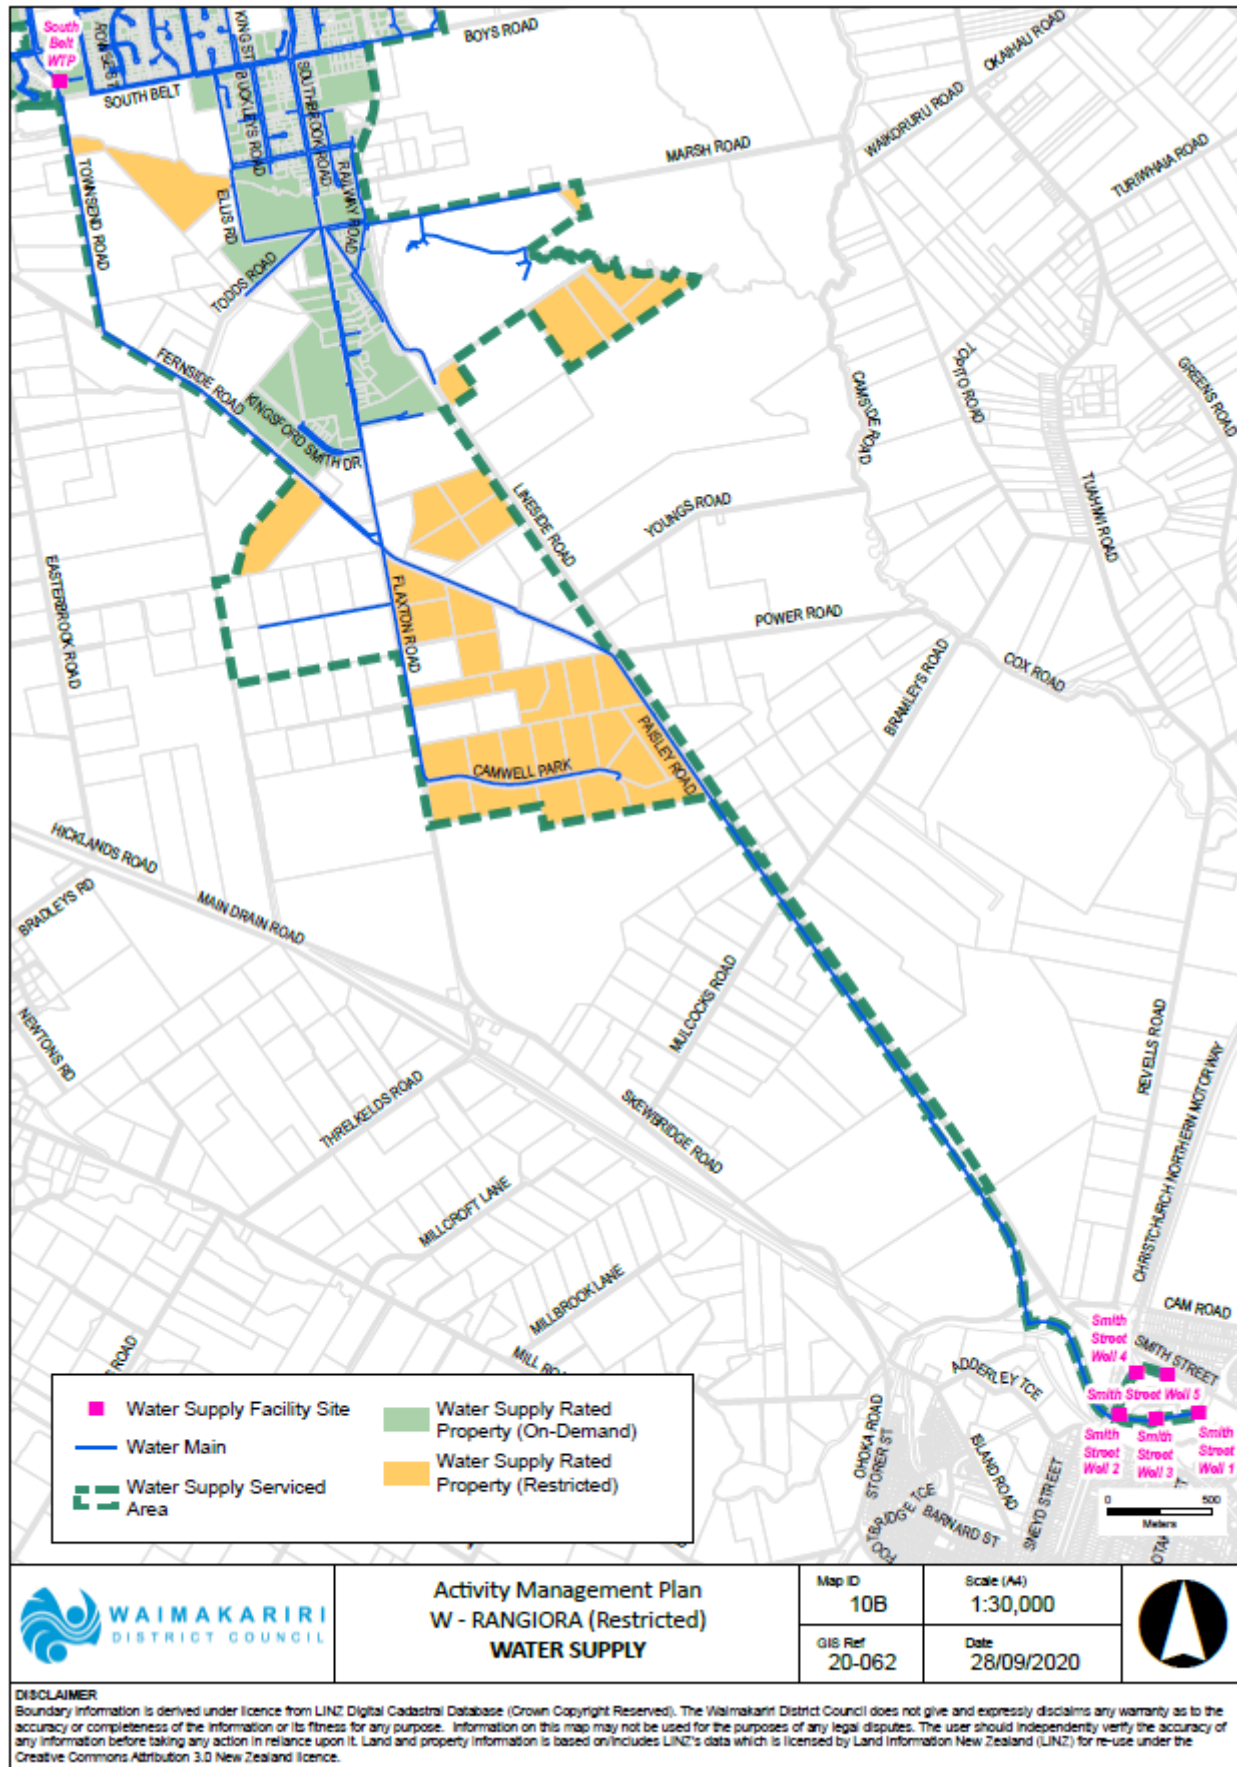 South
Belt
WTP
ROWSE ST
KING ST
BUCKLEYS ROAD
SOUTHBROOK ROAD
RAILWAY ROAD
BOYS ROAD
SOUTH BELT
OKAIHAU ROAD
WAIKORURU ROAD
MARSH ROAD
TURIWHAIA ROAD
TOWNSEND ROAD
ELLIS RD
TODDS ROAD
FERNSIDE ROAD
KINGSFORD SMITH DR
CAMSIDE ROAD
TOPITO ROAD
GREENS ROAD
TUAHIWI ROAD
LINESIDE ROAD
YOUNGS ROAD
EASTERBROOK ROAD
FLAXTON ROAD
POWER ROAD
COX ROAD
BRAMLEYS ROAD
PAISLEY ROAD
CAMWELL PARK
HICKLANDS ROAD
BRADLEYS RD
MAIN DRAIN ROAD
MULCOCKS ROAD
NEWTONS RD
REVELLS ROAD
THRELKELDS ROAD
SKEWBRIDGE ROAD
CHRISTCHURCH NORTHERN MOTORWAY
MILLCROFT LANE
MILLBROOK LANE
CAM ROAD
SMITH STREET
Smith
Street
Well 4
ADDERLEY TCE
Smith Street Well 5
Smith
Street
Well 2
Smith
Street
Well 3
Smith
Street
Well 1
S ROAD
MILL RO
OHOKA ROAD
STORER ST
ISLAND ROAD
SNEYD STREET
BARNARD ST
FOOTBRIDGE TCE
0 500
Meters
Water Supply Facility Site
Water Main
Water Supply Serviced
Area
Water Supply Rated
Property (On-Demand)
Water Supply Rated
Property (Restricted)
WAIMAKARIRI
DISTRICT COUNCIL
Activity Management Plan
W - RANGIORA (Restricted)
WATER SUPPLY
Map ID
10B
Scale (A4)
1:30,000
GIS Ref
20-062
Date
28/09/2020
DISCLAIMER
Boundary Information is derived under licence from LINZ Digital Cadastral Database (Crown Copyright Reserved). The Waimakariri District Council does not give and expressly disclaims any warranty as to the
accuracy or completeness of the information or its fitness for any purpose. Information on this map may not be used for the purposes of any legal disputes. The user should independently verify the accuracy of
any information before taking any action in reliance upon it. Land and property information is based on/includes LINZ's data which is licensed by Land Information New Zealand (LINZ) for re-use under the
Creative Commons Attribution 3.0 New Zealand licence.